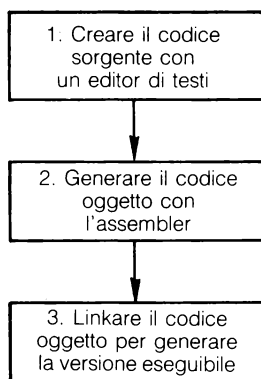 1. Creare il codice
sorgente con
un editor di testi
2. Generare il codice
oggetto con
l'assembler
3. Linkare il codice
oggetto per generare
la versione eseguibile